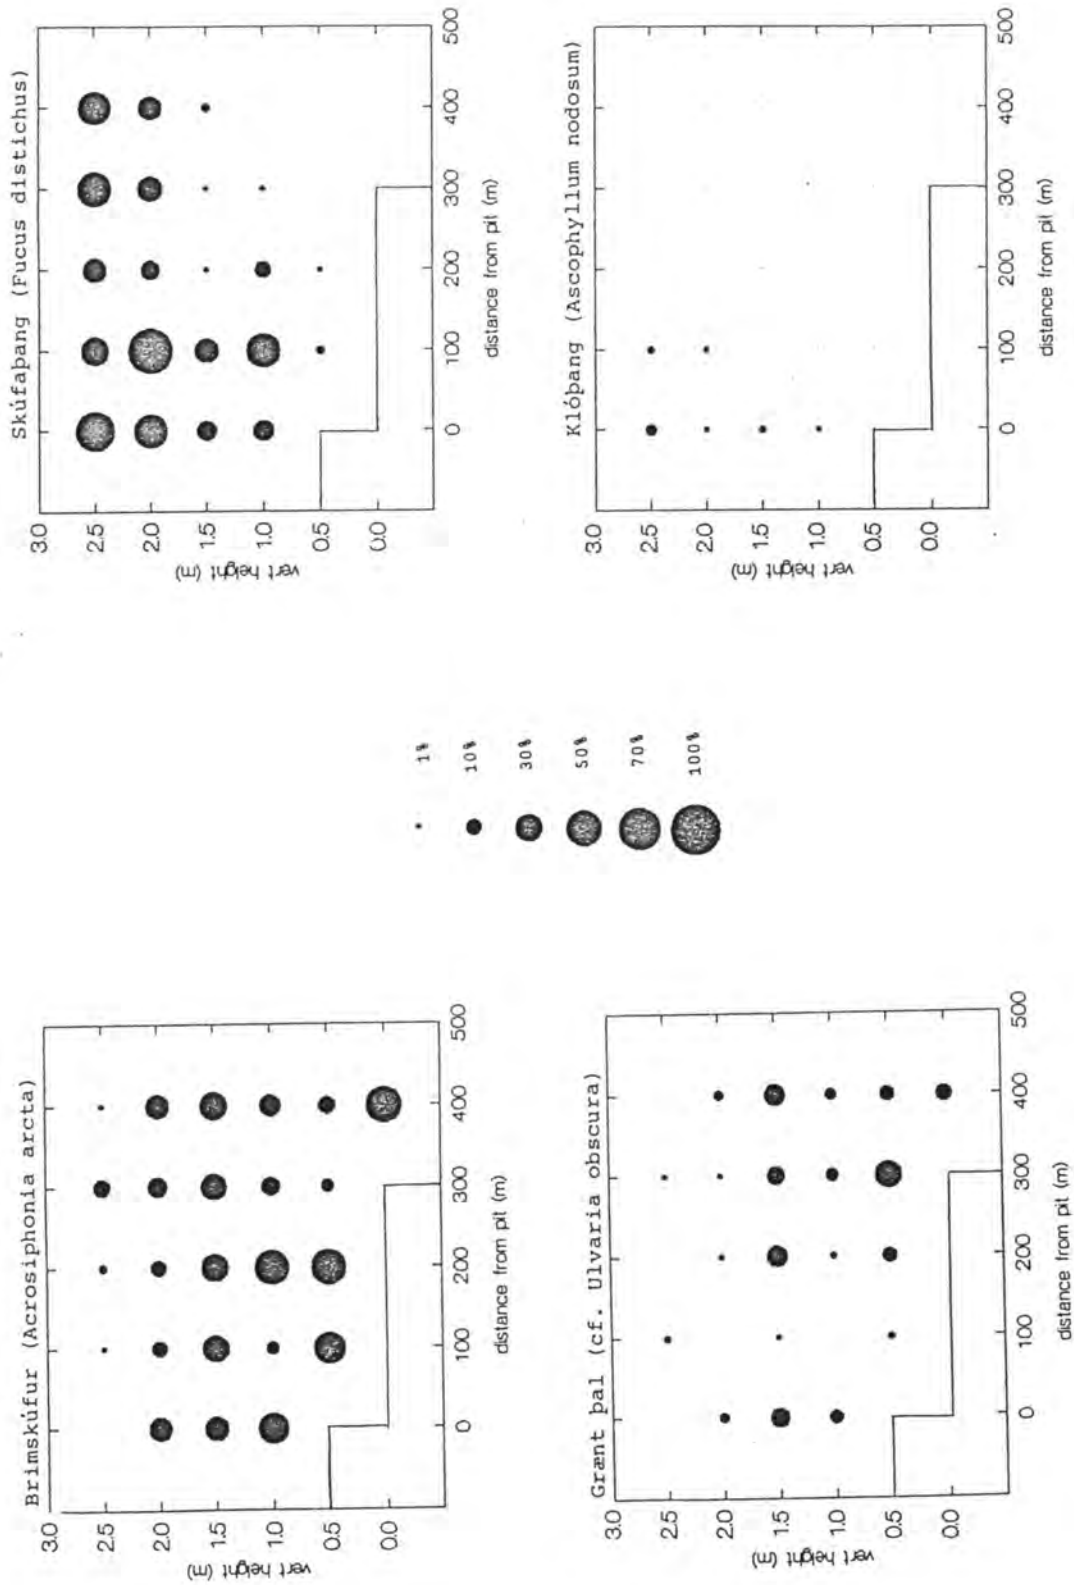 Brimskúfur (Acrosiphonia arcta)
vert height (m)
3.0
2.5
2.0
1.5
1.0
0.5
0.0
0 100 200 300 400 500
distance from pit (m)
Skúfaþang (Fucus distichus)
vert height (m)
3.0
2.5
2.0
1.5
1.0
0.5
0.0
0 100 200 300 400 500
distance from pit (m)
1%
10%
30%
50%
70%
100%
Grænt þal (cf. Ulvaria obscura)
vert height (m)
3.0
2.5
2.0
1.5
1.0
0.5
0.0
0 100 200 300 400 500
distance from pit (m)
Klóþang (Ascophyllum nodosum)
vert height (m)
3.0
2.5
2.0
1.5
1.0
0.5
0.0
0 100 200 300 400 500
distance from pit (m)